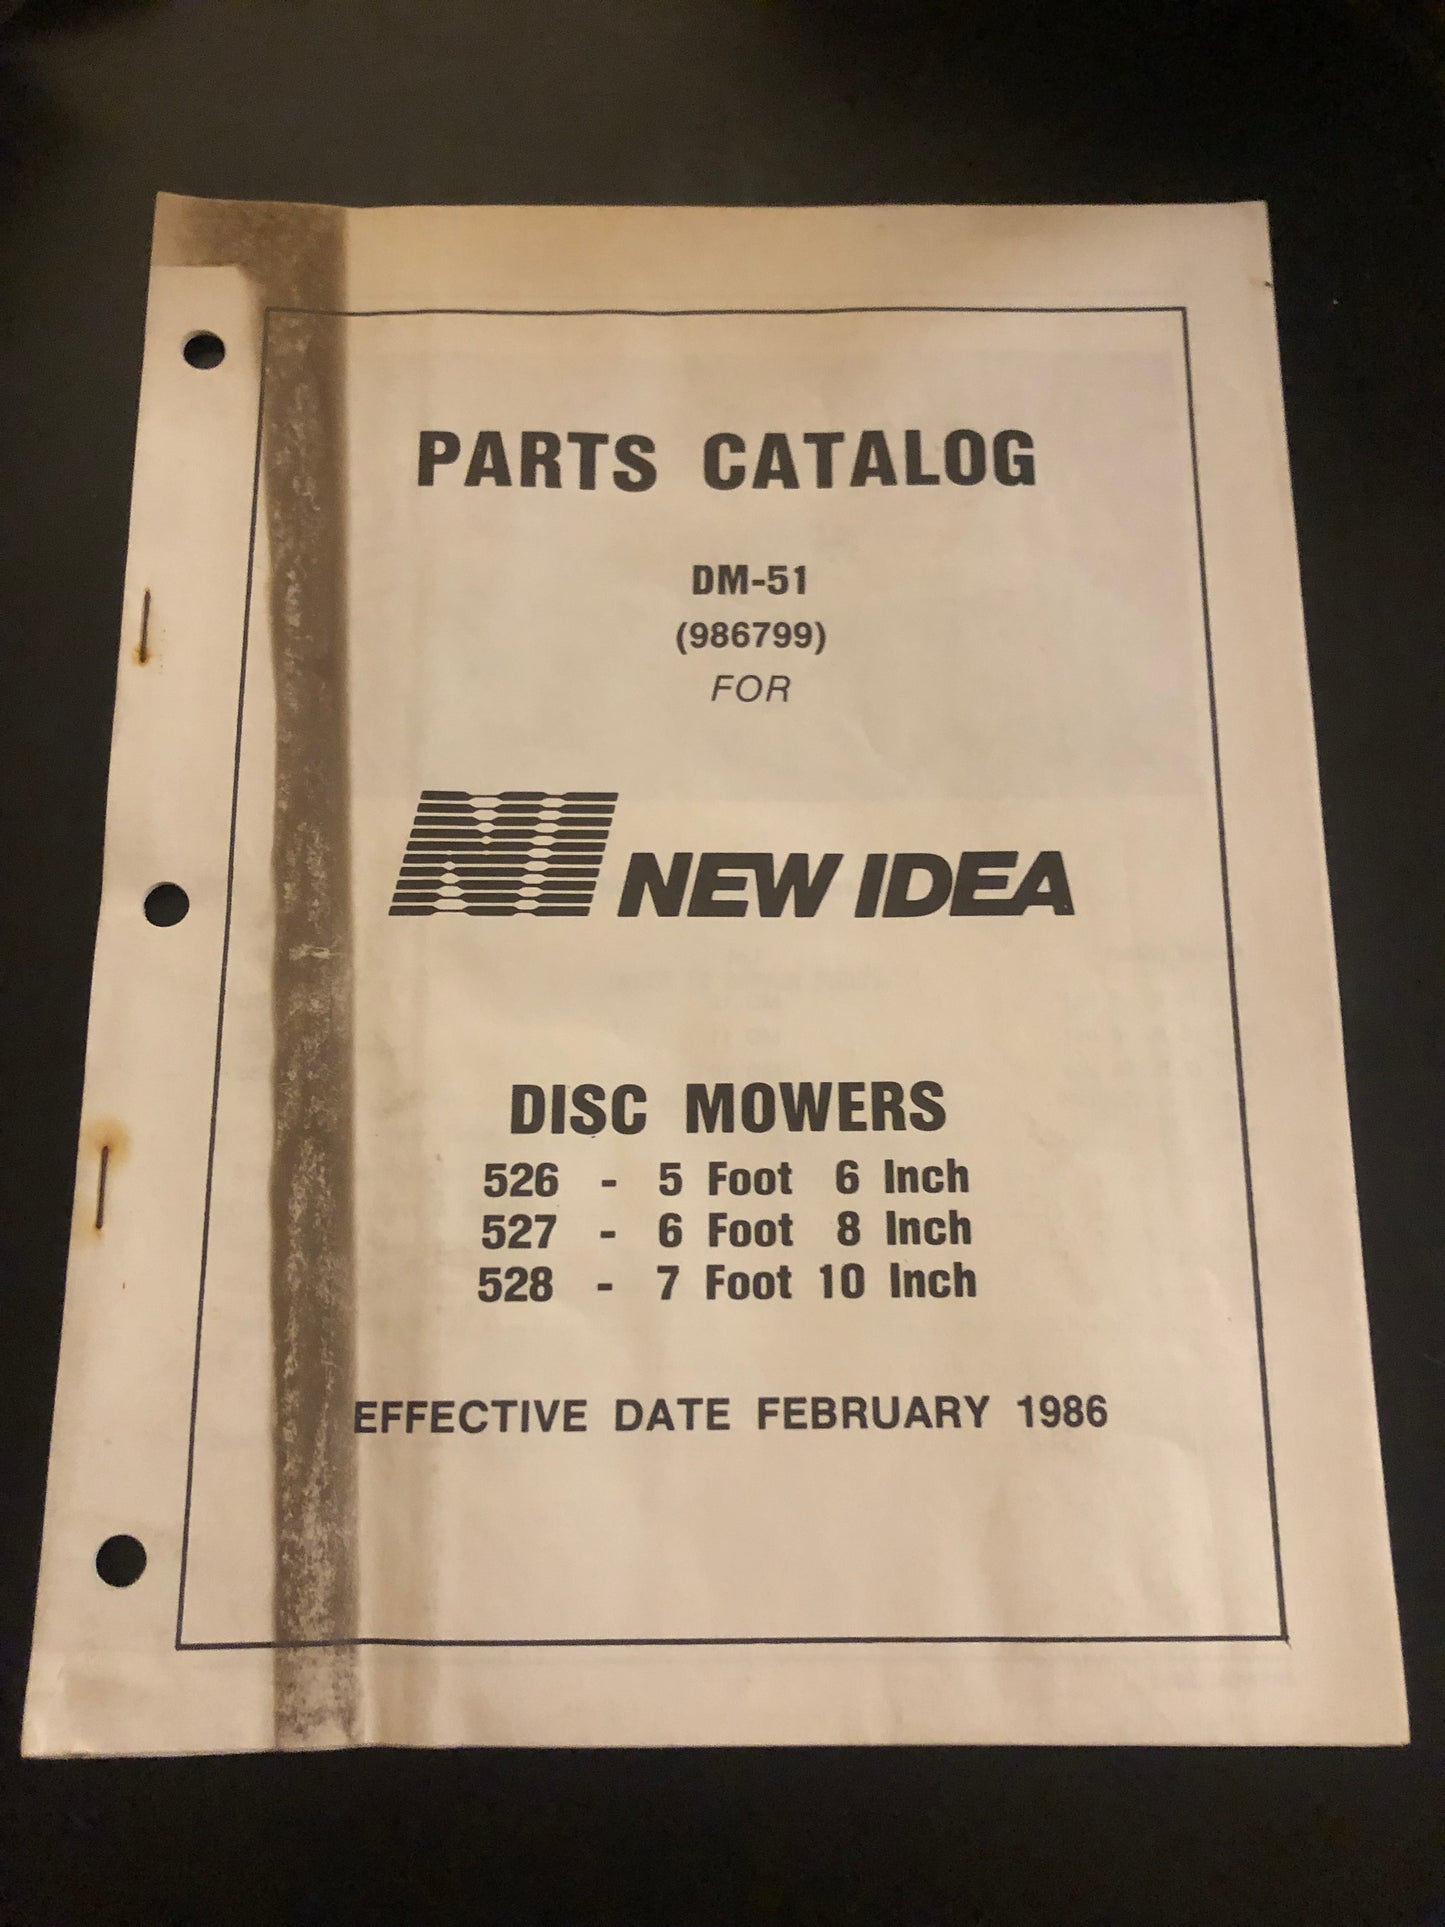 PARTS CATALOG
DM-51
(986799)
FOR
NEW IDEA
DISC MOWERS
526 - 5 Foot 6 Inch
527 - 6 Foot 8 Inch
528 - 7 Foot 10 Inch
EFFECTIVE DATE FEBRUARY 1986